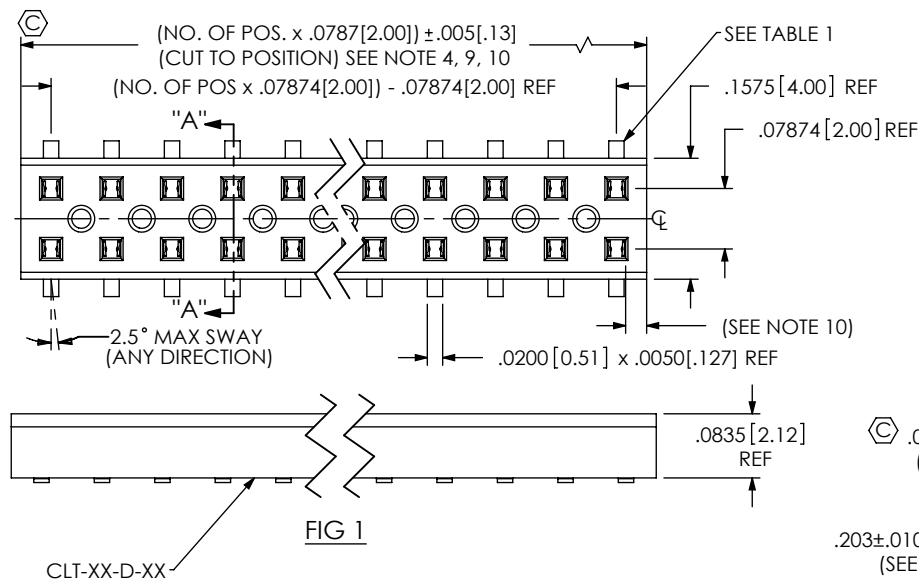 C
(NO. OF POS. x .0787[2.00]) ±.005[.13]
(CUT TO POSITION) SEE NOTE 4, 9, 10
(NO. OF POS x .07874[2.00]) - .07874[2.00] REF
SEE TABLE 1
.1575[4.00] REF
"A"
.07874[2.00] REF
℄
"A"
2.5° MAX SWAY
(ANY DIRECTION)
(SEE NOTE 10)
.0200[0.51] x .0050[.127] REF
.0835[2.12]
REF
C
FIG 1
.203±.010
(SEE
CLT-XX-D-XX